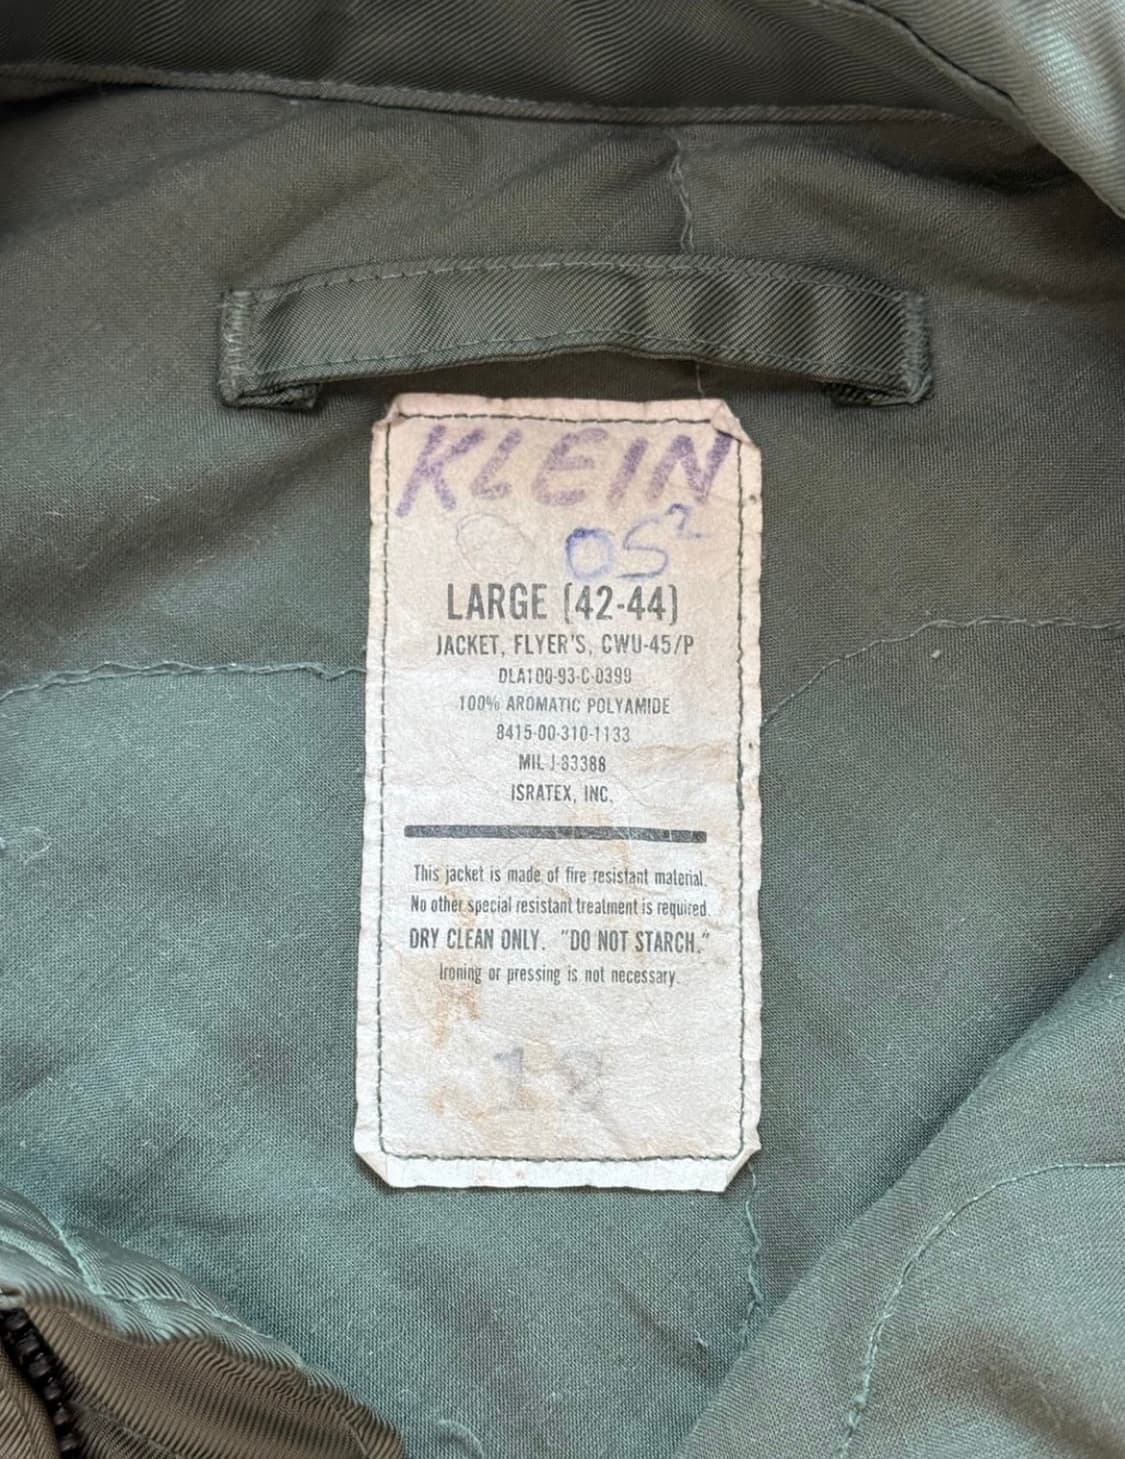 KLEIN
OS²
LARGE (42-44)
JACKET, FLYER'S, CWU-45/P
DLA100-93-C-0399
100% AROMATIC POLYAMIDE
8415-00-310-1133
MIL J-83388
ISRATEX, INC.
This jacket is made of fire resistant material.
No other special resistant treatment is required.
DRY CLEAN ONLY. "DO NOT STARCH."
Ironing or pressing is not necessary.